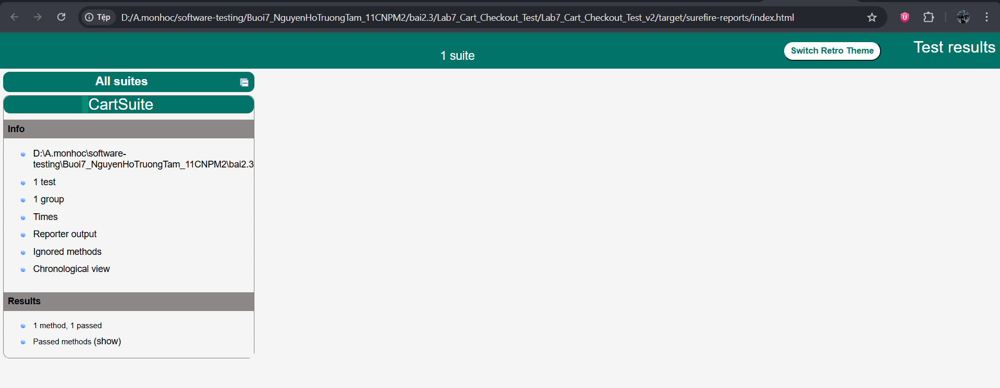 Tệp
D:/A.monhoc/software-testing/Buoi7_NguyenHoTruongTam_11CNPM2/bai2.3/Lab7_Cart_Checkout_Test/Lab7_Cart_Checkout_Test_v2/target/surefire-reports/index.html
1 suite
Switch Retro Theme
Test results
All suites
CartSuite
Info
D:\A.monhoc\software-
testing\Buoi7_NguyenHoTruongTam_11CNPM2\bai2.3
1 test
1 group
Times
Reporter output
Ignored methods
Chronological view
Results
1 method, 1 passed
Passed methods (show)